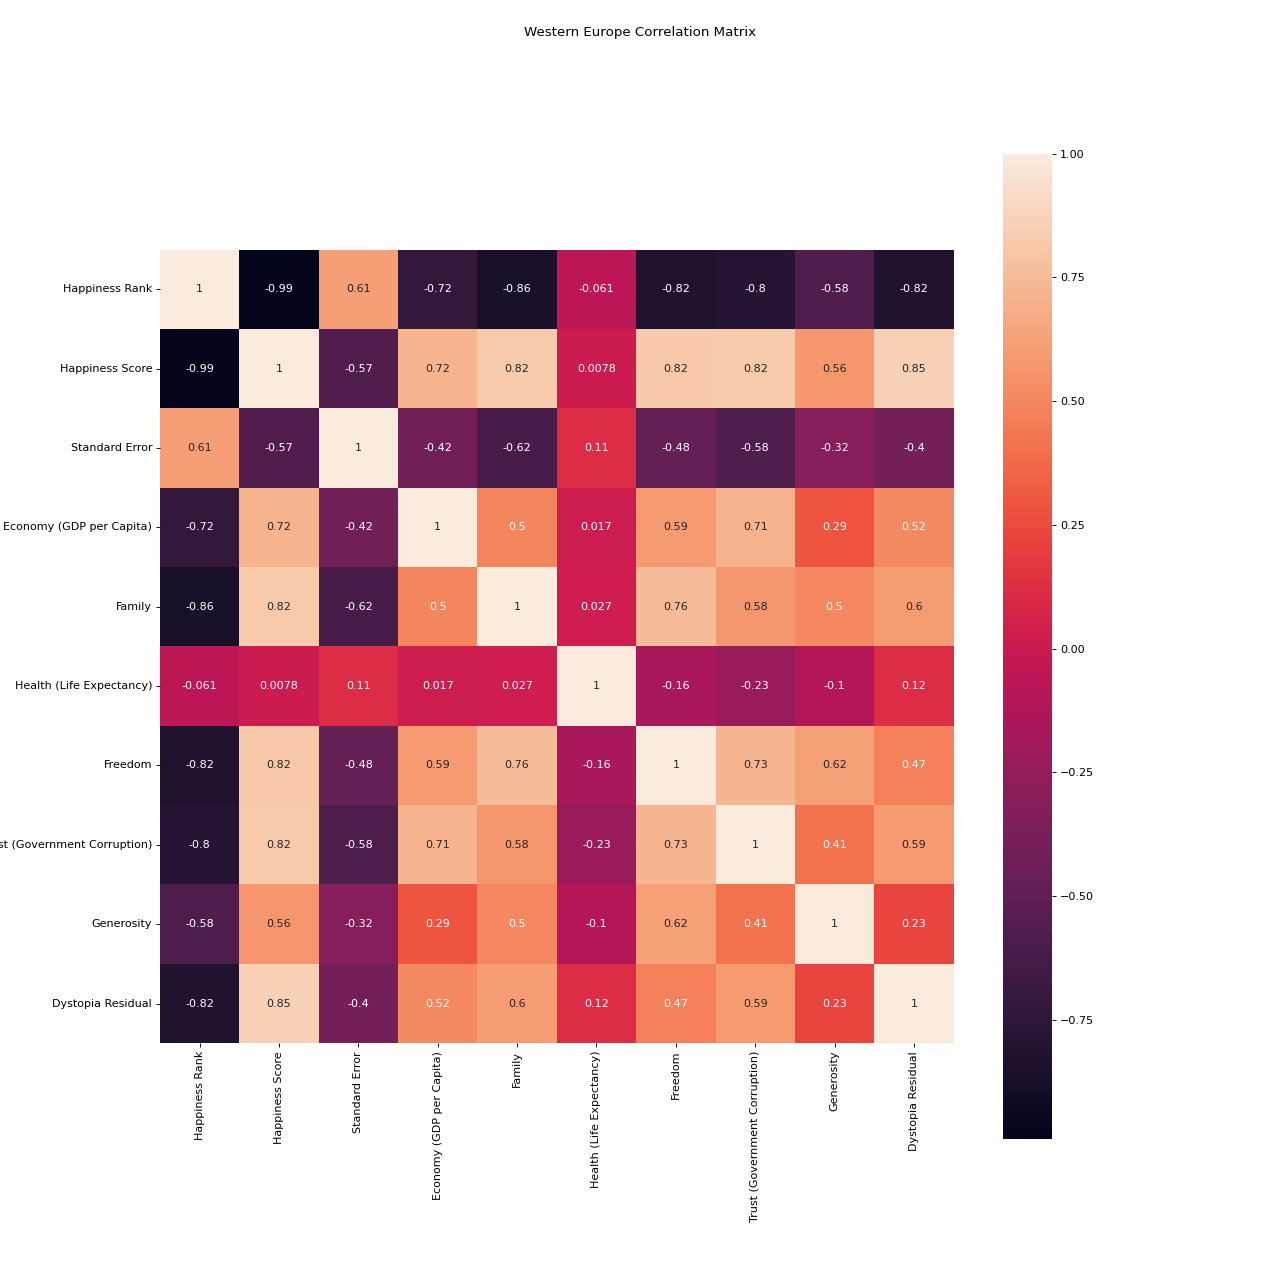 Western Europe Correlation Matrix
Happiness Rank 1 -0.99 0.61 -0.72 -0.86 -0.061 -0.82 -0.8 -0.58 -0.82
Happiness Score -0.99 1 -0.57 0.72 0.82 0.0078 0.82 0.82 0.56 0.85
Standard Error 0.61 -0.57 1 -0.42 -0.62 0.11 -0.48 -0.58 -0.32 -0.4
Economy (GDP per Capita) -0.72 0.72 -0.42 1 0.5 0.017 0.59 0.71 0.29 0.52
Family -0.86 0.82 -0.62 0.5 1 0.027 0.76 0.58 0.5 0.6
Health (Life Expectancy) -0.061 0.0078 0.11 0.017 0.027 1 -0.16 -0.23 -0.1 0.12
Freedom -0.82 0.82 -0.48 0.59 0.76 -0.16 1 0.73 0.62 0.47
st (Government Corruption) -0.8 0.82 -0.58 0.71 0.58 -0.23 0.73 1 0.41 0.59
Generosity -0.58 0.56 -0.32 0.29 0.5 -0.1 0.62 0.41 1 0.23
Dystopia Residual -0.82 0.85 -0.4 0.52 0.6 0.12 0.47 0.59 0.23 1
Happiness Rank
Happiness Score
Standard Error
Economy (GDP per Capita)
Family
Health (Life Expectancy)
Freedom
Trust (Government Corruption)
Generosity
Dystopia Residual
1.00
0.75
0.50
0.25
0.00
−0.25
−0.50
−0.75